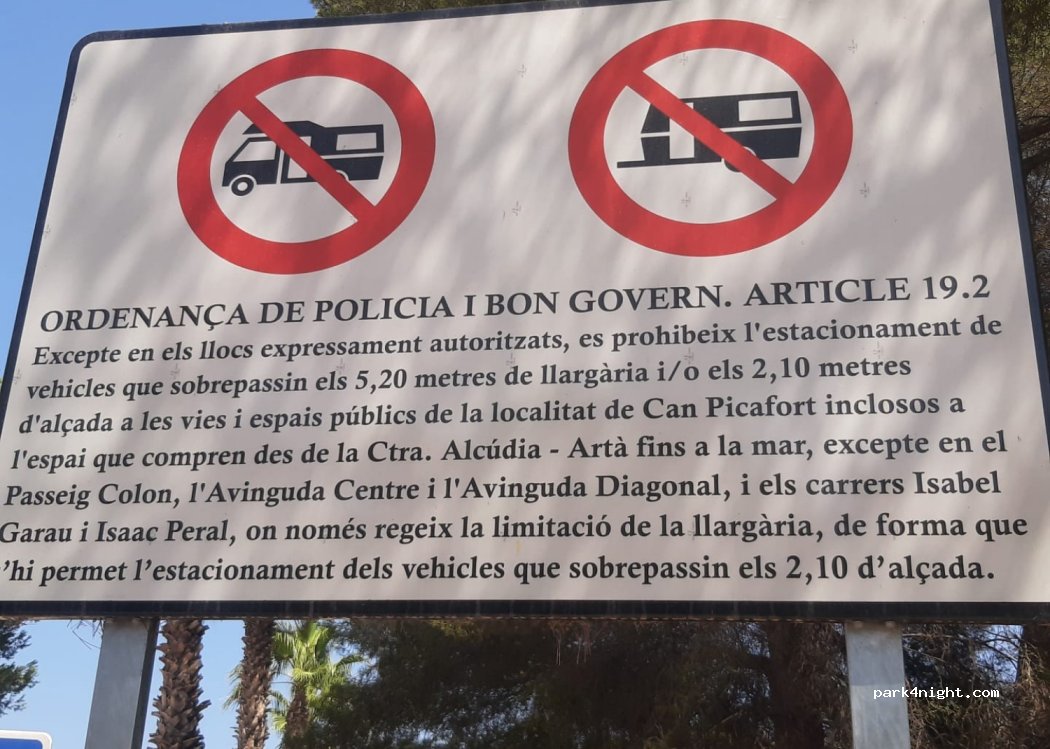 ORDENANÇA DE POLICIA I BON GOVERN. ARTICLE 19.2
Excepte en els llocs expressament autoritzats, es prohibeix l'estacionament de
vehicles que sobrepassin els 5,20 metres de llargària i/o els 2,10 metres
d'alçada a les vies i espais públics de la localitat de Can Picafort inclosos a
l'espai que compren des de la Ctra. Alcúdia - Artà fins a la mar, excepte en el
Passeig Colon, l'Avinguda Centre i l'Avinguda Diagonal, i els carrers Isabel
Garau i Isaac Peral, on només regeix la limitació de la llargària, de forma que
’hi permet l’estacionament dels vehicles que sobrepassin els 2,10 d’alçada.
park4night.com